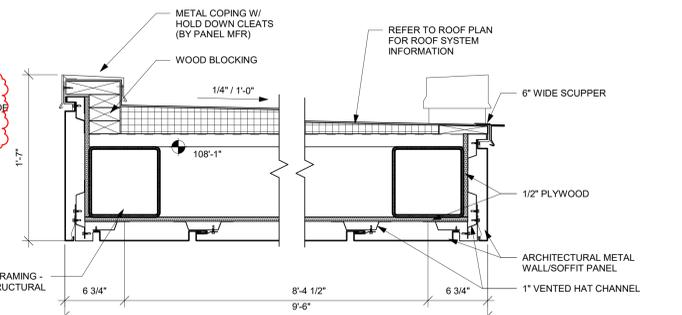 METAL COPING W/
HOLD DOWN CLEATS
(BY PANEL MFR)
WOOD BLOCKING
REFER TO ROOF PLAN
FOR ROOF SYSTEM
INFORMATION
1/4" / 1'-0"
6" WIDE SCUPPER
1'-7"
108'-1"
1/2" PLYWOOD
ARCHITECTURAL METAL
WALL/SOFFIT PANEL
1" VENTED HAT CHANNEL
RAMING -
RUCTURAL
6 3/4"
8'-4 1/2"
6 3/4"
9'-6"